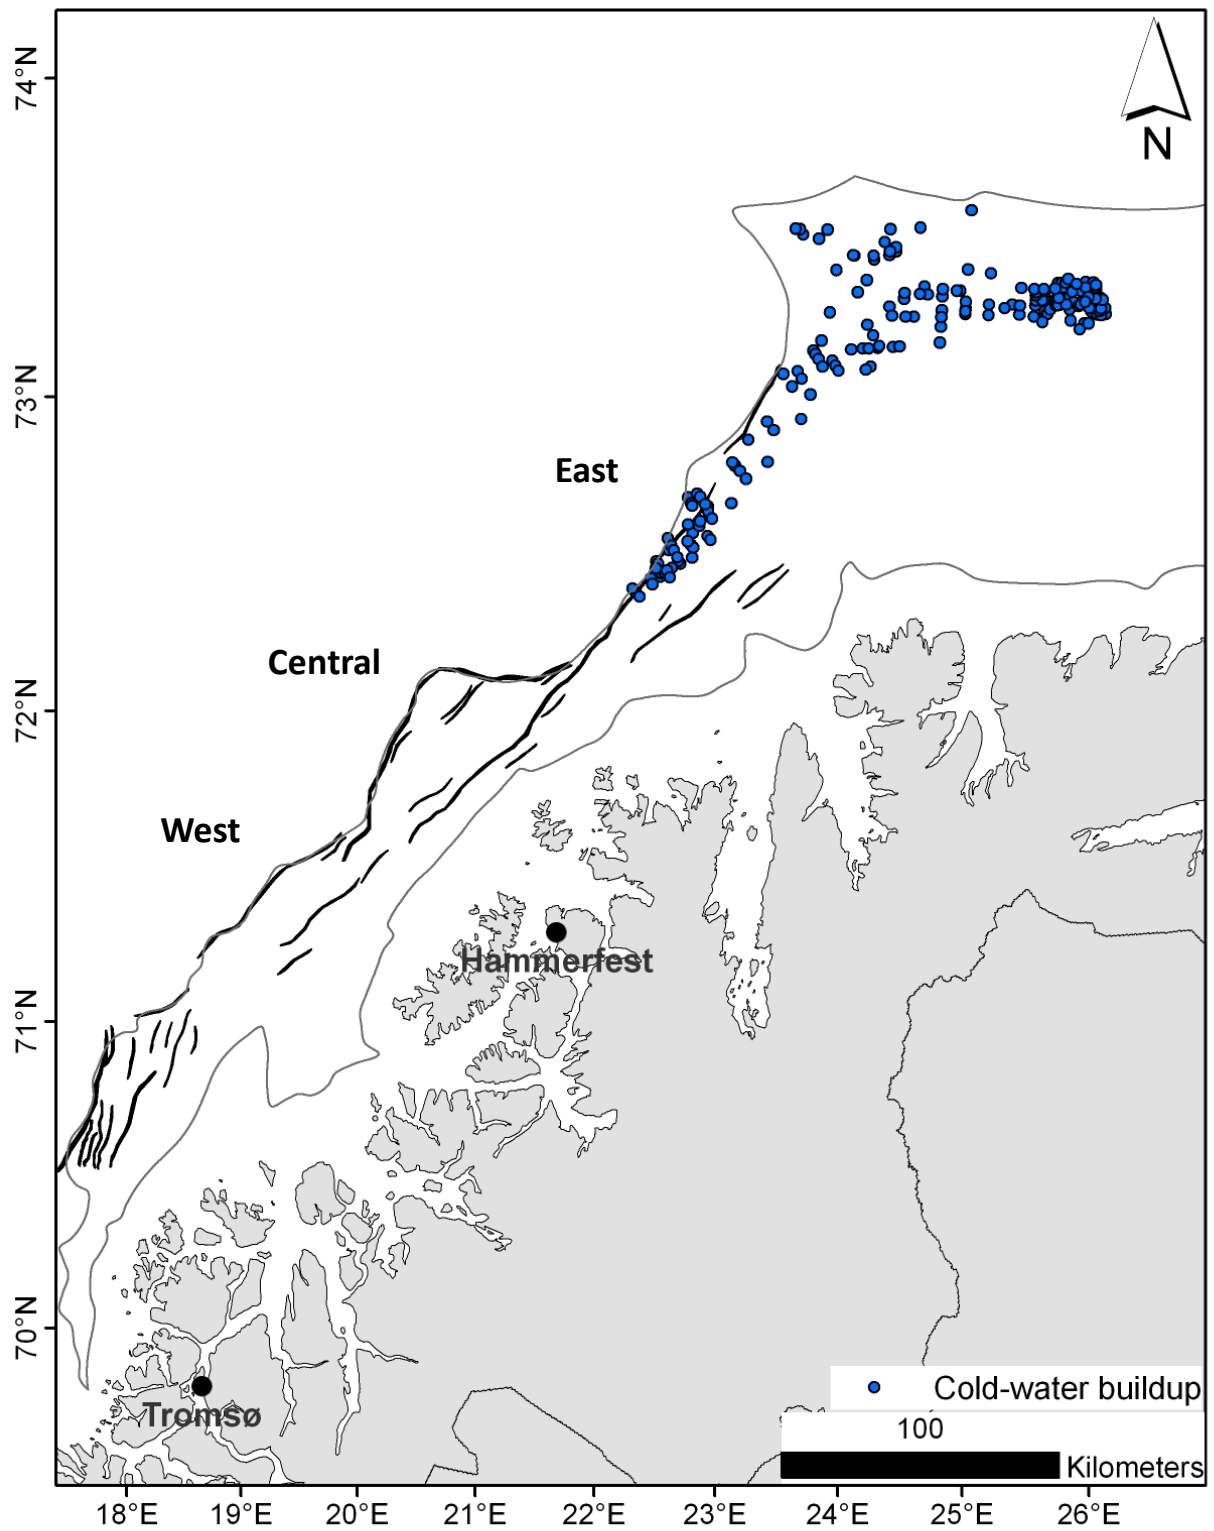 74°N
N
73°N
East
Central
72°N
West
Hammerfest
71°N
70°N
Cold-water buildup
Tromsø
100
Kilometers
18°E 19°E 20°E 21°E 22°E 23°E 24°E 25°E 26°E